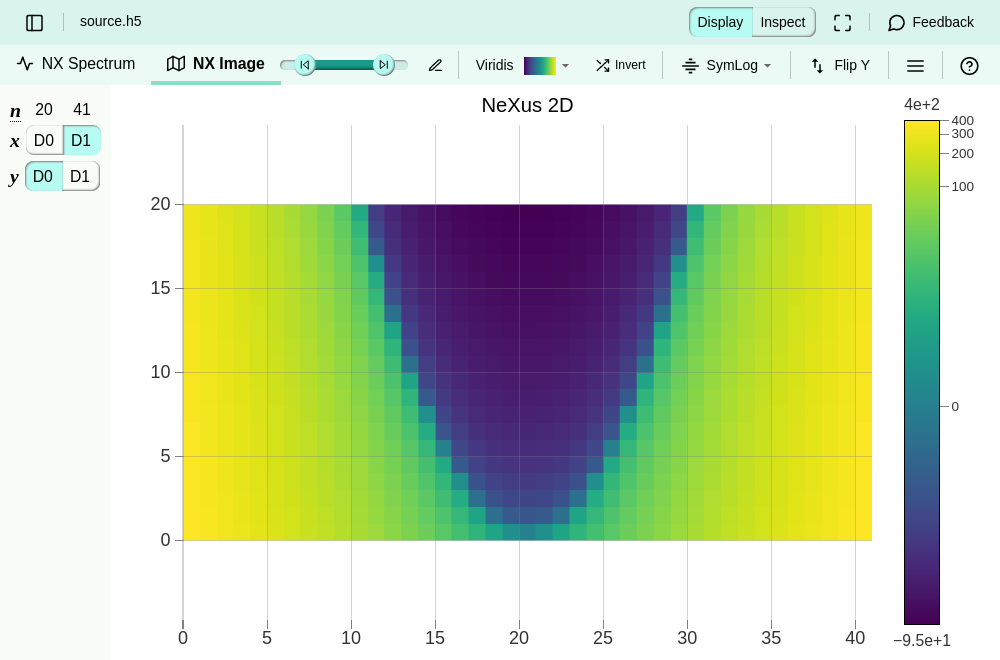 source.h5
Display Inspect Feedback
NX Spectrum NX Image Viridis Invert SymLog Flip Y
n 20 41
x D0 D1
y D0 D1
NeXus 2D
4e+2
400
300
200
100
0
−9.5e+1
20
15
10
5
0
0 5 10 15 20 25 30 35 40